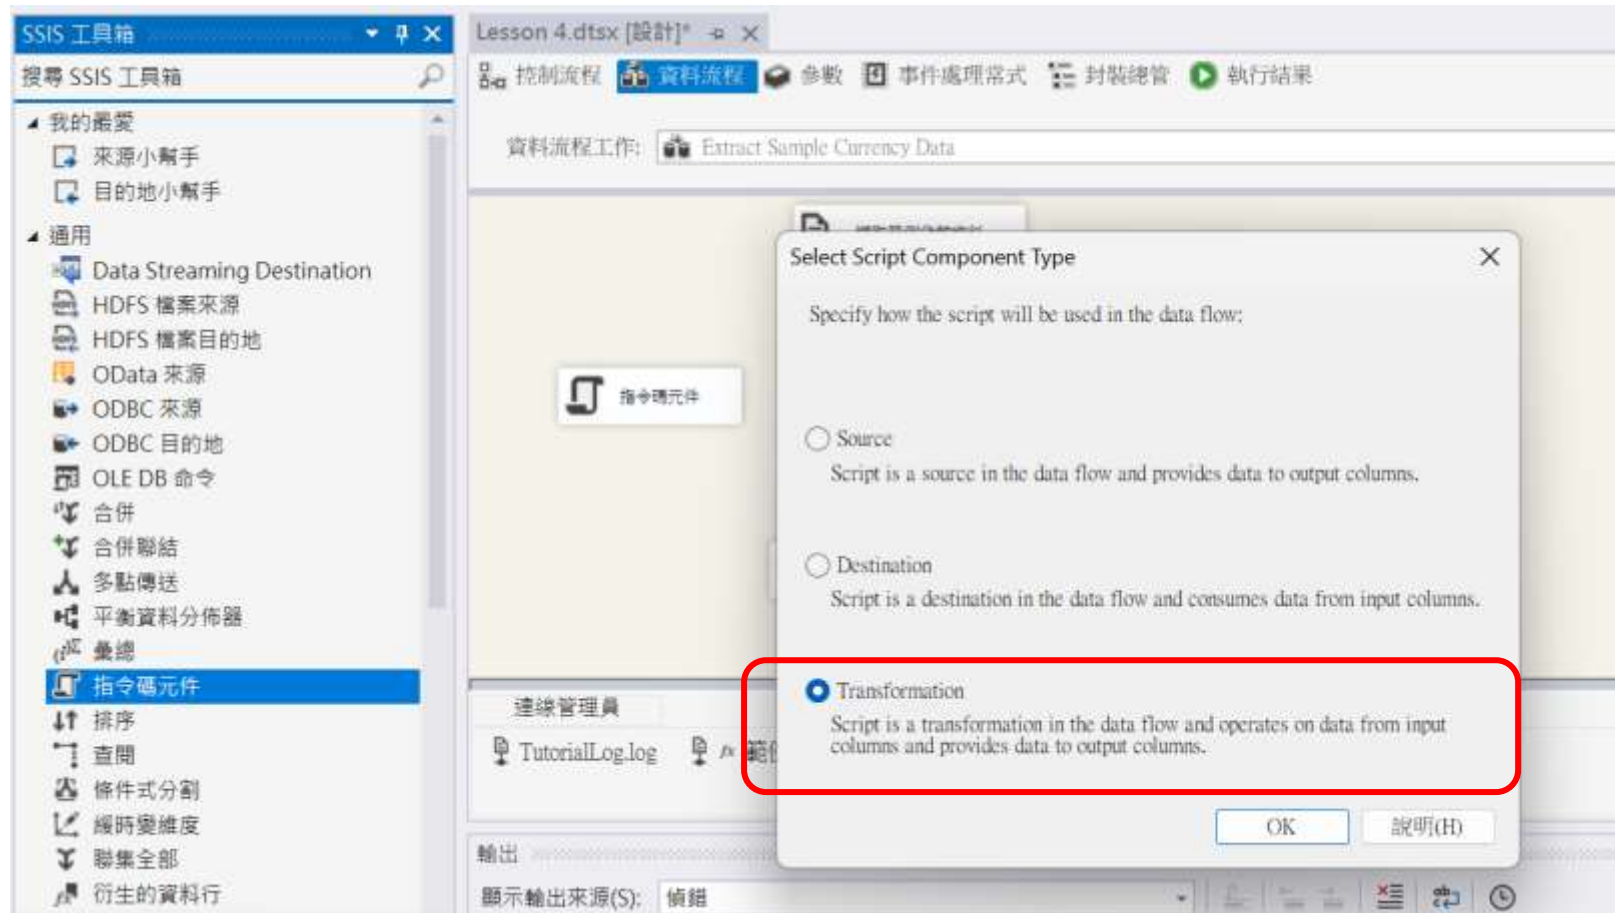 SSIS 工具箱
搜尋 SSIS 工具箱
我的最愛
來源小幫手
目的地小幫手
通用
Data Streaming Destination
HDFS 檔案來源
HDFS 檔案目的地
OData 來源
ODBC 來源
ODBC 目的地
OLE DB 命令
合併
合併聯結
多點傳送
平衡資料分佈器
彙總
指令碼元件
排序
查閱
條件式分割
緩時變維度
聯集全部
衍生的資料行
Lesson 4.dtsx [設計]*
控制流程 資料流程 參數 事件處理常式 封裝總管 執行結果
資料流程工作: Extract Sample Currency Data
指令碼元件
Select Script Component Type
Specify how the script will be used in the data flow:
Source
Script is a source in the data flow and provides data to output columns.
Destination
Script is a destination in the data flow and consumes data from input columns.
Transformation
Script is a transformation in the data flow and operates on data from input
columns and provides data to output columns.
OK 說明(H)
連線管理員
TutorialLog.log
輸出
顯示輸出來源(S): 偵錯